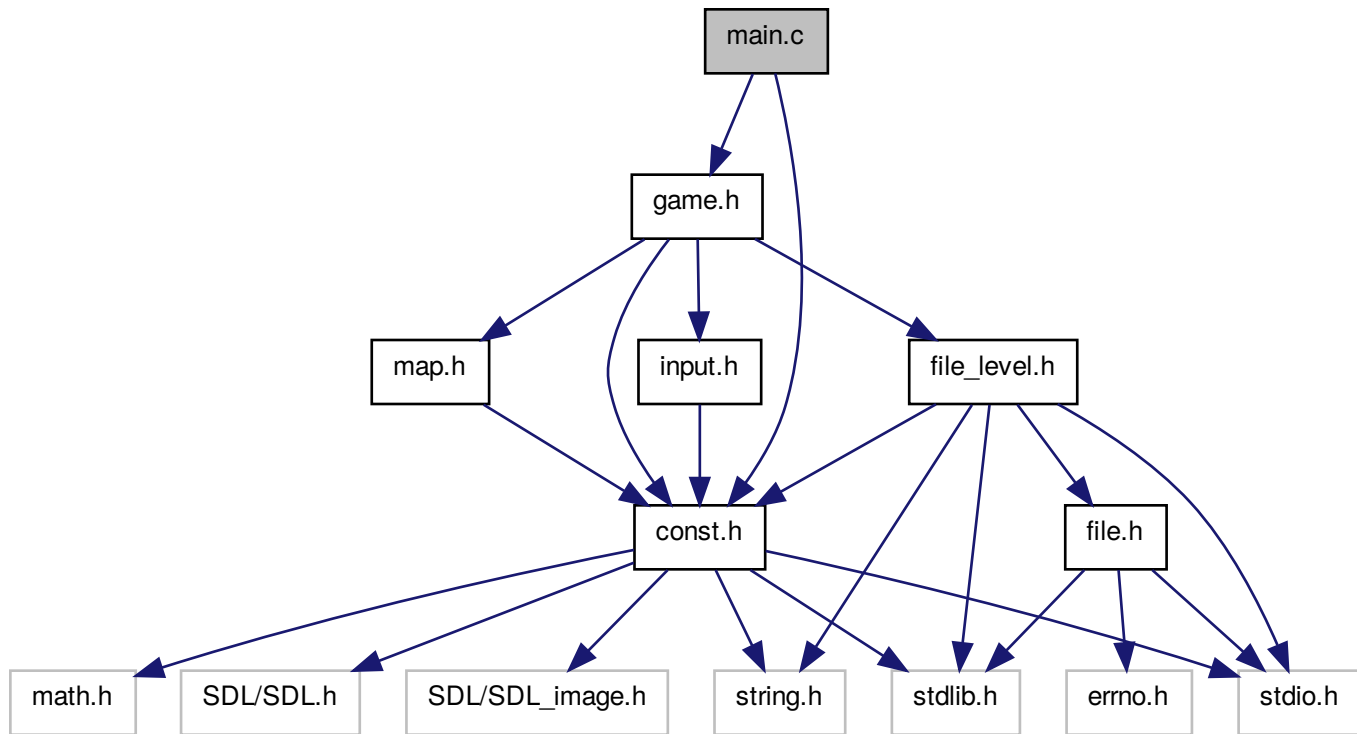 main.c
game.h
map.h
input.h
file_level.h
const.h
file.h
math.h
SDL/SDL.h
SDL/SDL_image.h
string.h
stdlib.h
errno.h
stdio.h